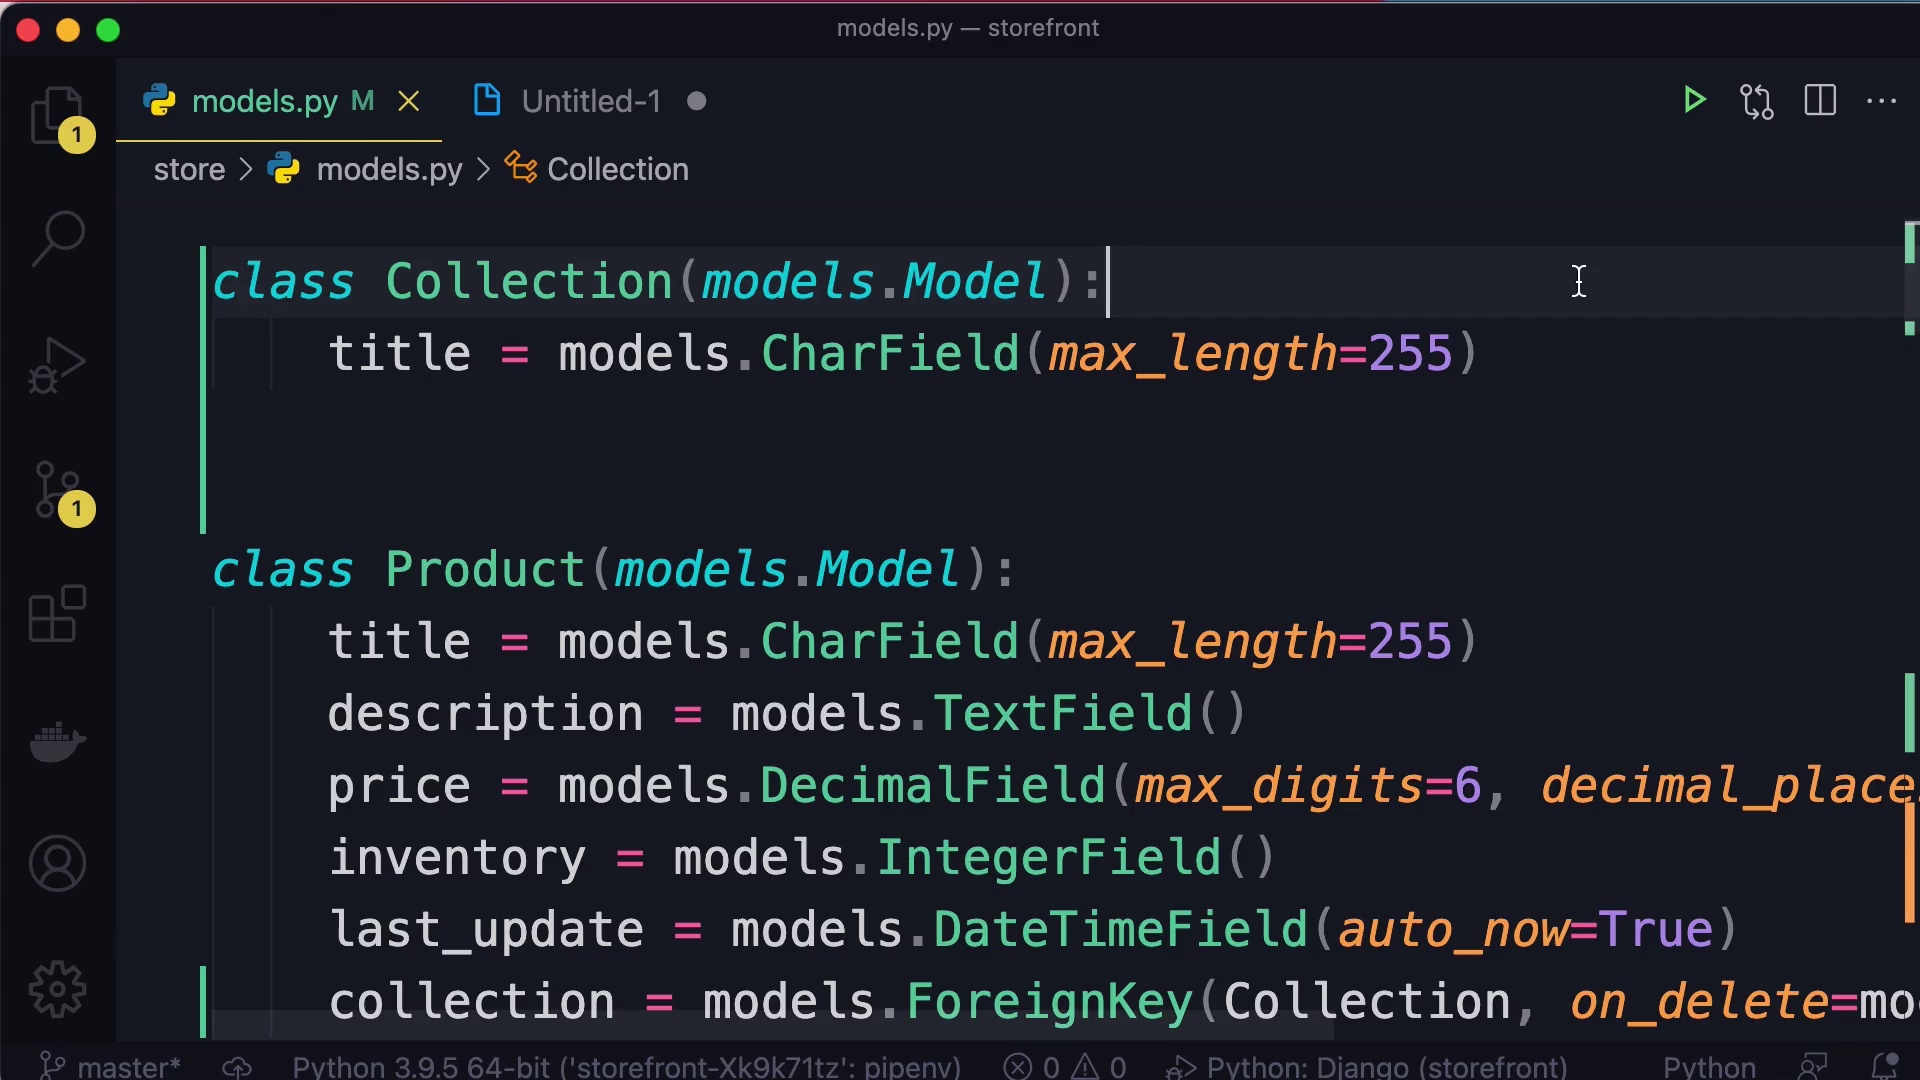 models.py — storefront
models.py M
Untitled-1
1
store > models.py > Collection
class Collection(models.Model):
title = models.CharField(max_length=255)
1
class Product(models.Model):
title = models.CharField(max_length=255)
description = models.TextField()
price = models.DecimalField(max_digits=6, decimal_place
inventory = models.IntegerField()
last_update = models.DateTimeField(auto_now=True)
collection = models.ForeignKey(Collection, on_delete=mo
master* Python 3.9.5 64-bit ('storefront-Xk9k71tz': pipenv) 0 0 Python: Django (storefront) Python